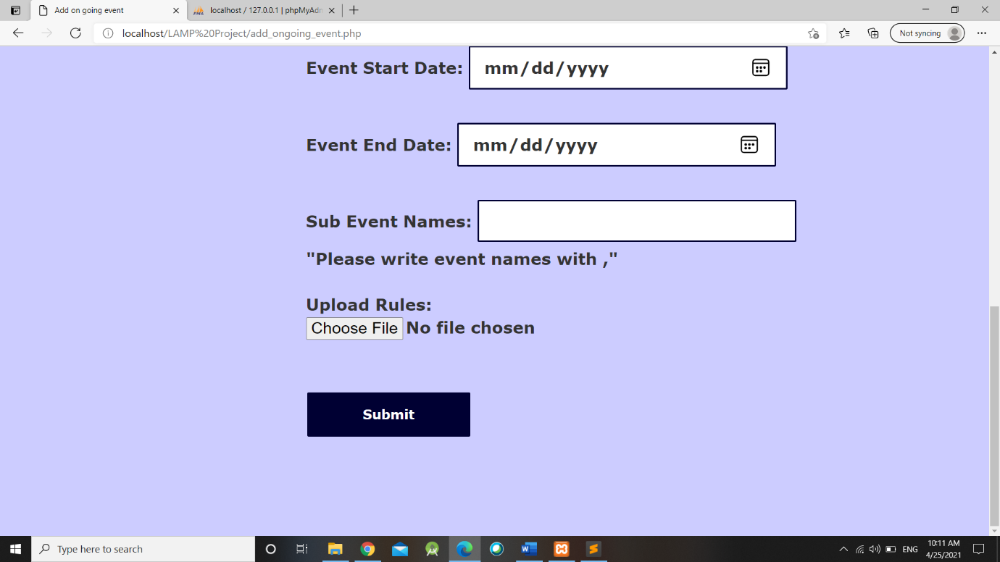 Add on going event
localhost / 127.0.0.1 | phpMyAdm
localhost/LAMP%20Project/add_ongoing_event.php
Not syncing
Event Start Date: mm/dd/yyyy
Event End Date: mm/dd/yyyy
Sub Event Names:
"Please write event names with ,"
Upload Rules:
Choose File No file chosen
Submit
Type here to search
ENG
10:11 AM
4/25/2021